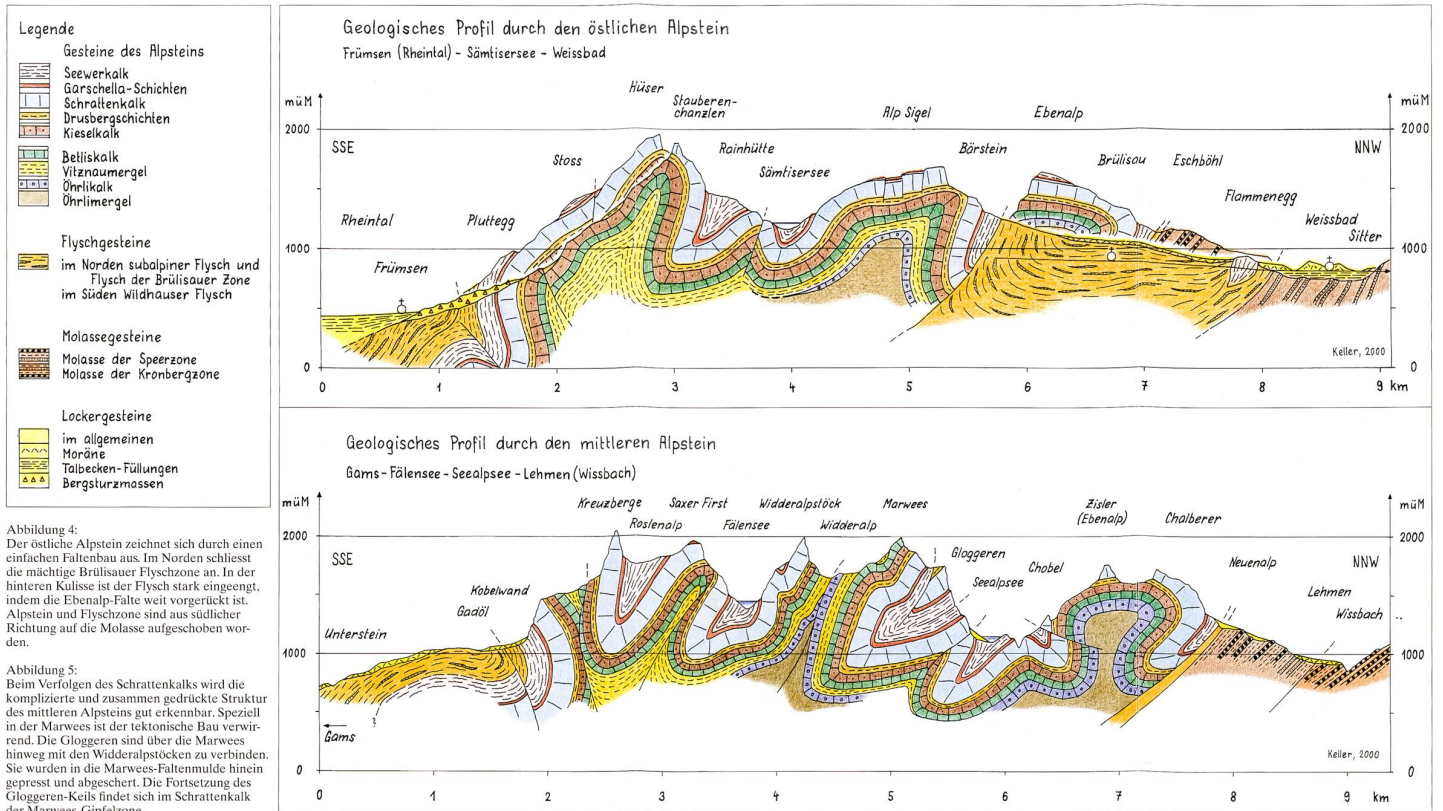 Legende
Gesteine des Alpsteins
Seewerkalk
Garschella-Schichten
Schrattenkalk
Drusbergschichten
Kieselkalk
Betliskalk
Vitznaumergel
Öhrlikalk
Öhrlimergel
Flyschgesteine
im Norden subalpiner Flysch und
Flysch der Brülisauer Zone
im Süden Wildhauser Flysch
Molassegesteine
Molasse der Speerzone
Molasse der Kronbergzone
Lockergesteine
im allgemeinen
Moräne
Talbecken-Füllungen
Bergsturzmassen
Abbildung 4:
Der östliche Alpstein zeichnet sich durch einen
einfachen Faltenbau aus. Im Norden schliesst
die mächtige Brülisauer Flyschzone an. In der
hinteren Kulisse ist der Flysch stark eingeengt,
indem die Ebenalp-Falte weit vorgerückt ist.
Alpstein und Flyschzone sind aus südlicher
Richtung auf die Molasse aufgeschoben wor-
den.
Abbildung 5:
Beim Verfolgen des Schrattenkalks wird die
komplizierte und zusammen gedrückte Struktur
des mittleren Alpsteins gut erkennbar. Speziell
in der Marwees ist der tektonische Bau verwir-
rend. Die Gloggeren sind über die Marwees
hinweg mit den Widderalpstöcken zu verbinden.
Sie wurden in die Marwees-Faltenmulde hinein
gepresst und abgeschert. Die Fortsetzung des
Gloggeren-Keils findet sich im Schrattenkalk
der Marwees-Gipfelzone.
Geologisches Profil durch den östlichen Alpstein
Frümsen (Rheintal) - Sämtisersee - Weissbad
müM
müM
2000
2000
1000
1000
0
0
SSE
NNW
Hüser
Stauberen-
chanzlen
Alp Sigel
Ebenalp
Stoss
Rainhütte
Sämtisersee
Börstein
Brülisau
Eschböhl
Flammenegg
Rheintal
Pluttegg
Weissbad
Sitter
Frümsen
Keller, 2000
0 1 2 3 4 5 6 7 8 9 km
Geologisches Profil durch den mittleren Alpstein
Gams - Fälensee - Seealpsee - Lehmen (Wissbach)
müM
müM
2000
2000
1000
1000
0
0
SSE
NNW
Kreuzberge
Saxer First
Widderalpstöck
Marwees
Zisler
(Ebenalp)
Chalberer
Roslenalp
Fälensee
Widderalp
Gloggeren
Seealpsee
Chobel
Neuenalp
Kobelwand
Gadöl
Lehmen
Wissbach
Unterstein
?
Gams
Keller, 2000
0 1 2 3 4 5 6 7 8 km